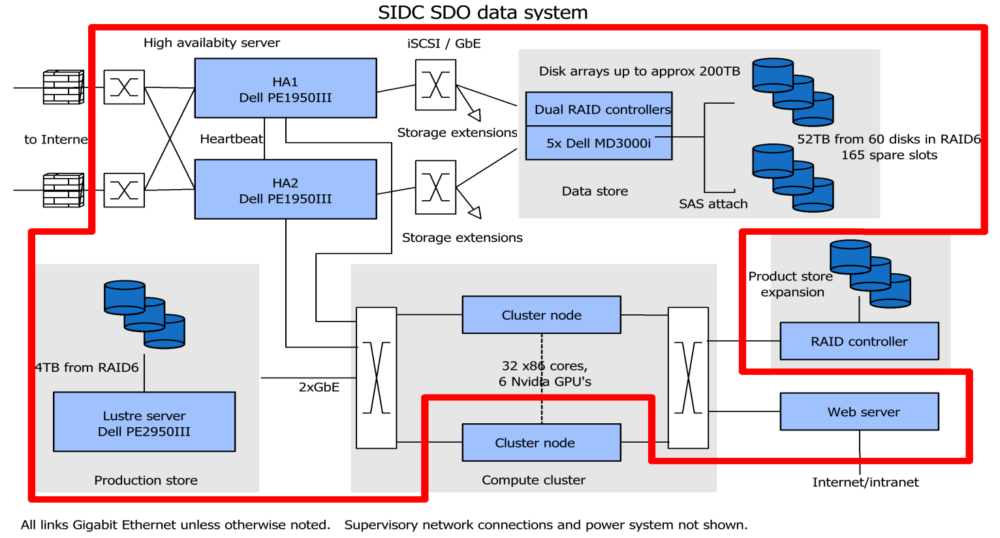 SIDC SDO data system
High availabity server
iSCSI / GbE
HA1
Dell PE1950III
Disk arrays up to approx 200TB
Dual RAID controllers
5x Dell MD3000i
to Interne
Heartbeat
Storage extensions
52TB from 60 disks in RAID6
165 spare slots
HA2
Dell PE1950III
Data store
SAS attach
Storage extensions
Product store
expansion
Cluster node
RAID controller
4TB from RAID6
2xGbE
32 x86 cores,
6 Nvidia GPU's
Lustre server
Dell PE2950III
Web server
Cluster node
Production store
Compute cluster
Internet/intranet
All links Gigabit Ethernet unless otherwise noted. Supervisory network connections and power system not shown.